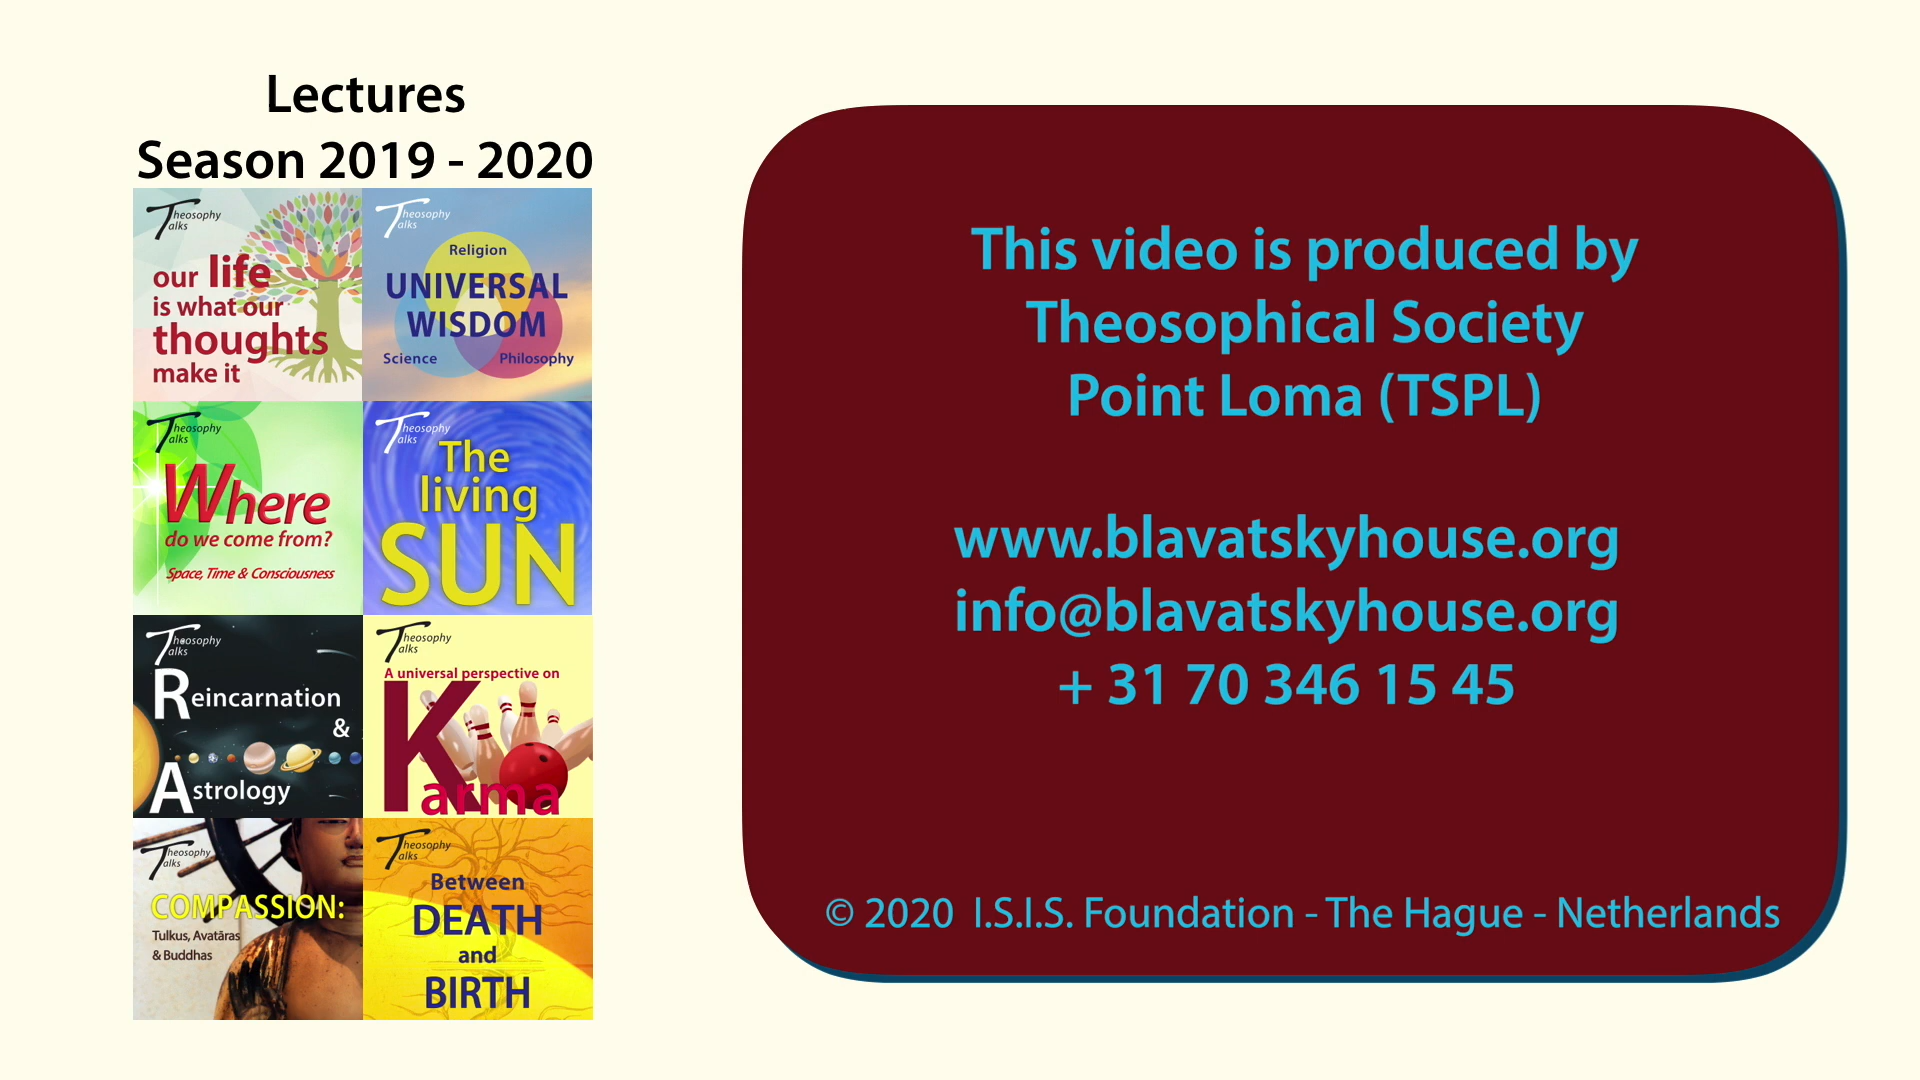 Lectures
Season 2019 - 2020
Theosophy
Talks
our life
is what our
thoughts
make it
Theosophy
Talks
Religion
UNIVERSAL
WISDOM
Science
Philosophy
Theosophy
Talks
Where
do we come from?
Space, Time & Consciousness
Theosophy
Talks
The
living
SUN
Theosophy
Talks
Reincarnation
&
Astrology
Theosophy
Talks
A universal perspective on
Karma
Theosophy
Talks
COMPASSION:
Tulkus, Avatāras
& Buddhas
Theosophy
Talks
Between
DEATH
and
BIRTH
This video is produced by
Theosophical Society
Point Loma (TSPL)
www.blavatskyhouse.org
info@blavatskyhouse.org
+ 31 70 346 15 45
© 2020 I.S.I.S. Foundation - The Hague - Netherlands